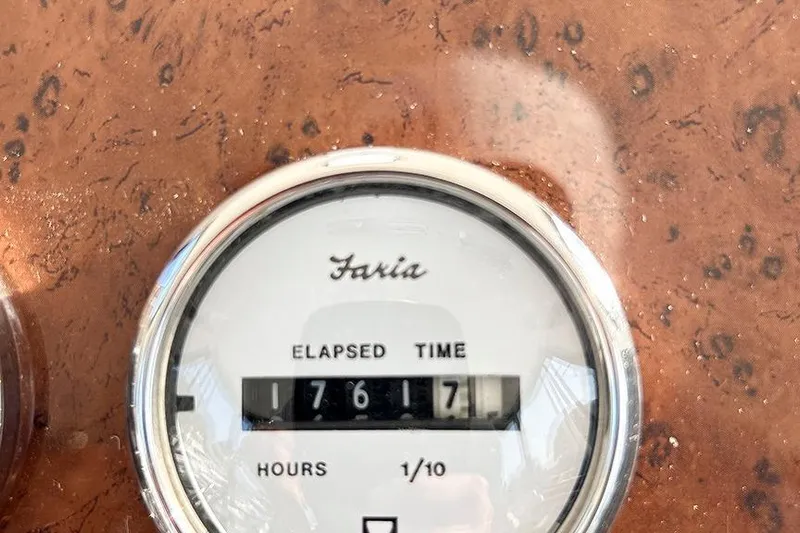 Faria
ELAPSED TIME
17617
HOURS 1/10